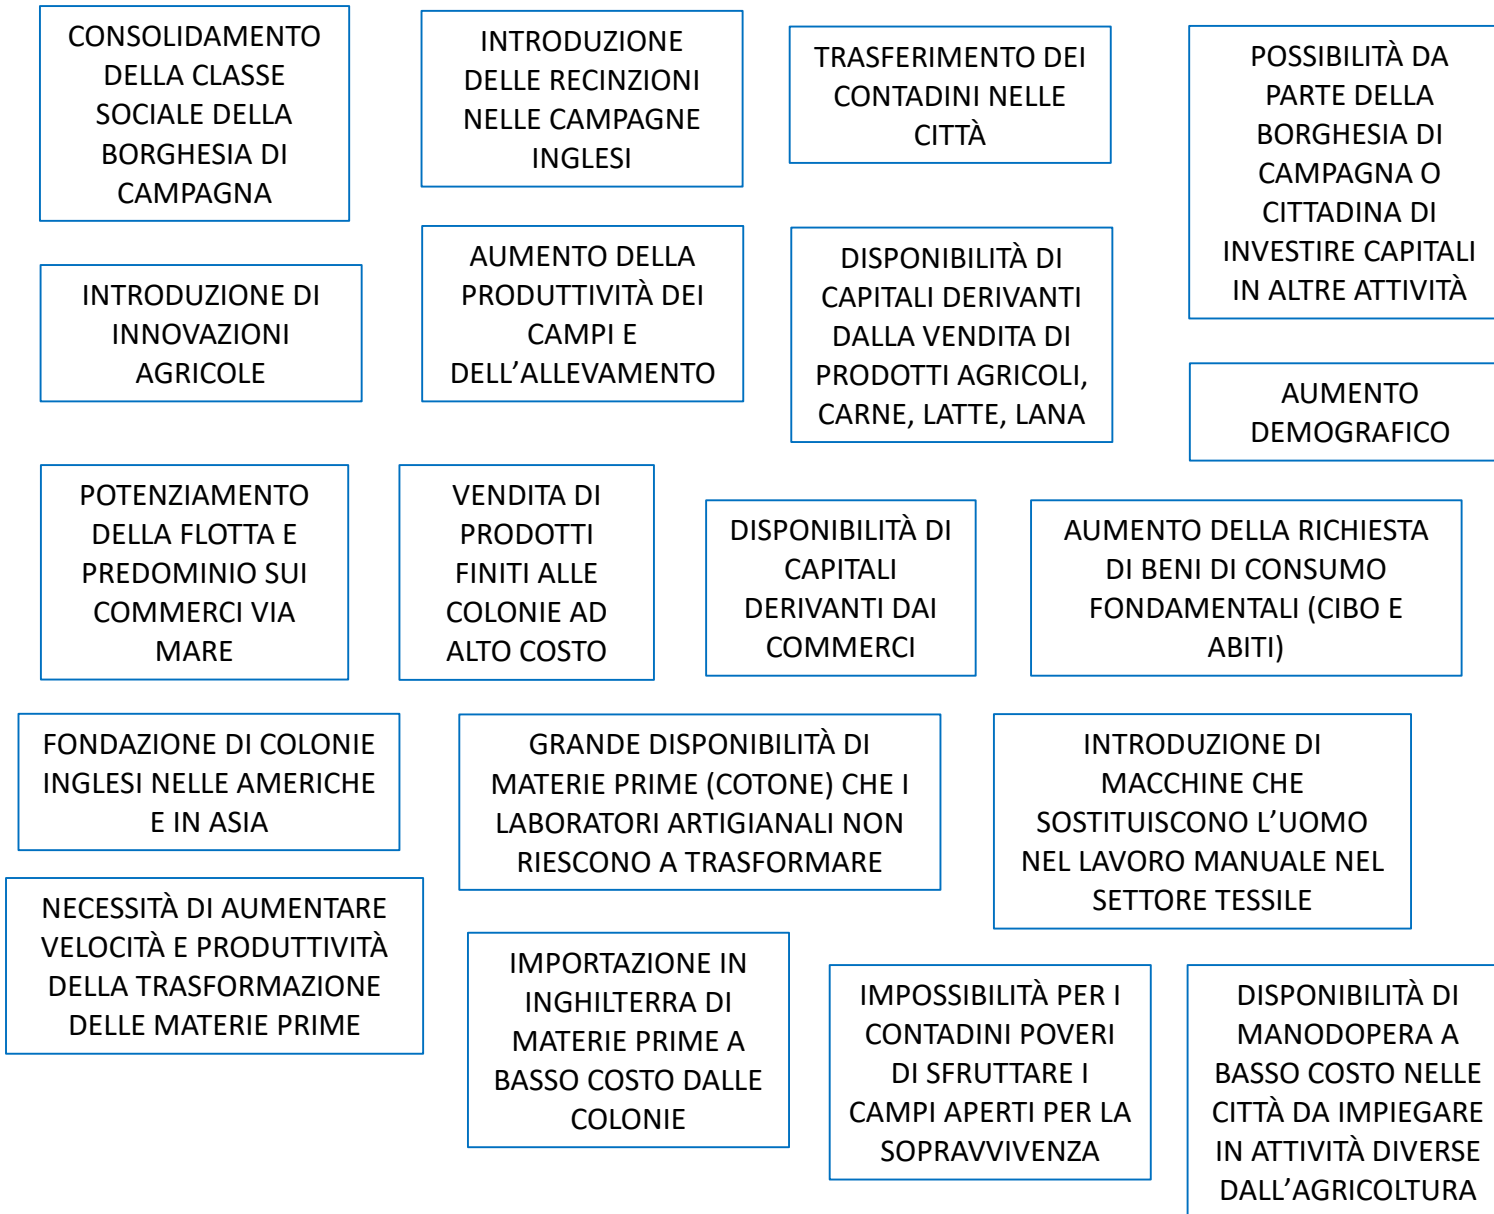 CONSOLIDAMENTO
DELLA CLASSE
SOCIALE DELLA
BORGHESIA DI
CAMPAGNA
INTRODUZIONE
DELLE RECINZIONI
NELLE CAMPAGNE
INGLESI
TRASFERIMENTO DEI
CONTADINI NELLE
CITTÀ
POSSIBILITÀ DA
PARTE DELLA
BORGHESIA DI
CAMPAGNA O
CITTADINA DI
INVESTIRE CAPITALI
IN ALTRE ATTIVITÀ
INTRODUZIONE DI
INNOVAZIONI
AGRICOLE
AUMENTO DELLA
PRODUTTIVITÀ DEI
CAMPI E
DELL’ALLEVAMENTO
DISPONIBILITÀ DI
CAPITALI DERIVANTI
DALLA VENDITA DI
PRODOTTI AGRICOLI,
CARNE, LATTE, LANA
AUMENTO
DEMOGRAFICO
POTENZIAMENTO
DELLA FLOTTA E
PREDOMINIO SUI
COMMERCI VIA
MARE
VENDITA DI
PRODOTTI
FINITI ALLE
COLONIE AD
ALTO COSTO
DISPONIBILITÀ DI
CAPITALI
DERIVANTI DAI
COMMERCI
AUMENTO DELLA RICHIESTA
DI BENI DI CONSUMO
FONDAMENTALI (CIBO E
ABITI)
FONDAZIONE DI COLONIE
INGLESI NELLE AMERICHE
E IN ASIA
GRANDE DISPONIBILITÀ DI
MATERIE PRIME (COTONE) CHE I
LABORATORI ARTIGIANALI NON
RIESCONO A TRASFORMARE
INTRODUZIONE DI
MACCHINE CHE
SOSTITUISCONO L’UOMO
NEL LAVORO MANUALE NEL
SETTORE TESSILE
NECESSITÀ DI AUMENTARE
VELOCITÀ E PRODUTTIVITÀ
DELLA TRASFORMAZIONE
DELLE MATERIE PRIME
IMPORTAZIONE IN
INGHILTERRA DI
MATERIE PRIME A
BASSO COSTO DALLE
COLONIE
IMPOSSIBILITÀ PER I
CONTADINI POVERI
DI SFRUTTARE I
CAMPI APERTI PER LA
SOPRAVVIVENZA
DISPONIBILITÀ DI
MANODOPERA A
BASSO COSTO NELLE
CITTÀ DA IMPIEGARE
IN ATTIVITÀ DIVERSE
DALL’AGRICOLTURA